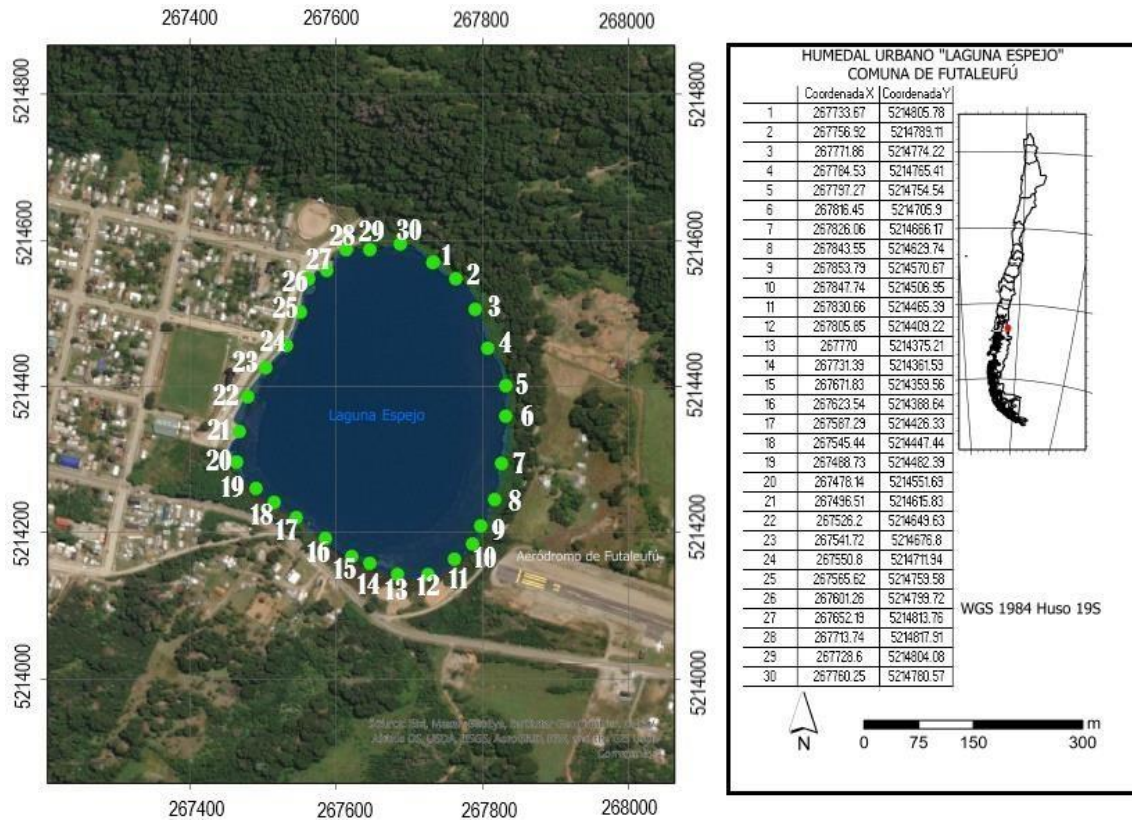 267400 267600 267800 268000
5214800 5214800
5214600 5214600
5214400 5214400
5214200 5214200
5214000 5214000
28 29 30
1
27
26
2
25
3
24
4
23
5
22
6
21
7
20
8
19
9
18
17
10
16
15
11
14
13
12
Laguna Espejo
Aeródromo de Futaleufú
267400 267600 267800 268000
HUMEDAL URBANO "LAGUNA ESPEJO"
COMUNA DE FUTALEUFÚ
Coordenada X Coordenada Y
1 267733.67 5214805.78
2 267756.92 5214789.11
3 267771.86 5214774.22
4 267784.53 5214765.41
5 267797.27 5214754.54
6 267816.45 5214705.9
7 267826.06 5214666.17
8 267843.55 5214629.74
9 267853.79 5214570.67
10 267847.74 5214506.95
11 267830.66 5214465.39
12 267805.85 5214409.22
13 267770 5214375.21
14 267731.39 5214361.59
15 267671.83 5214359.56
16 267623.54 5214388.64
17 267587.29 5214426.33
18 267545.44 5214447.44
19 267488.73 5214482.39
20 267478.14 5214551.69
21 267496.51 5214615.83
22 267526.2 5214649.63
23 267541.72 5214676.8
24 267550.8 5214711.94
25 267565.62 5214759.58
26 267601.26 5214799.72
27 267652.19 5214813.76
28 267713.74 5214817.91
29 267728.6 5214804.08
30 267760.25 5214780.57
WGS 1984 Huso 19S
N
m
0 75 150 300